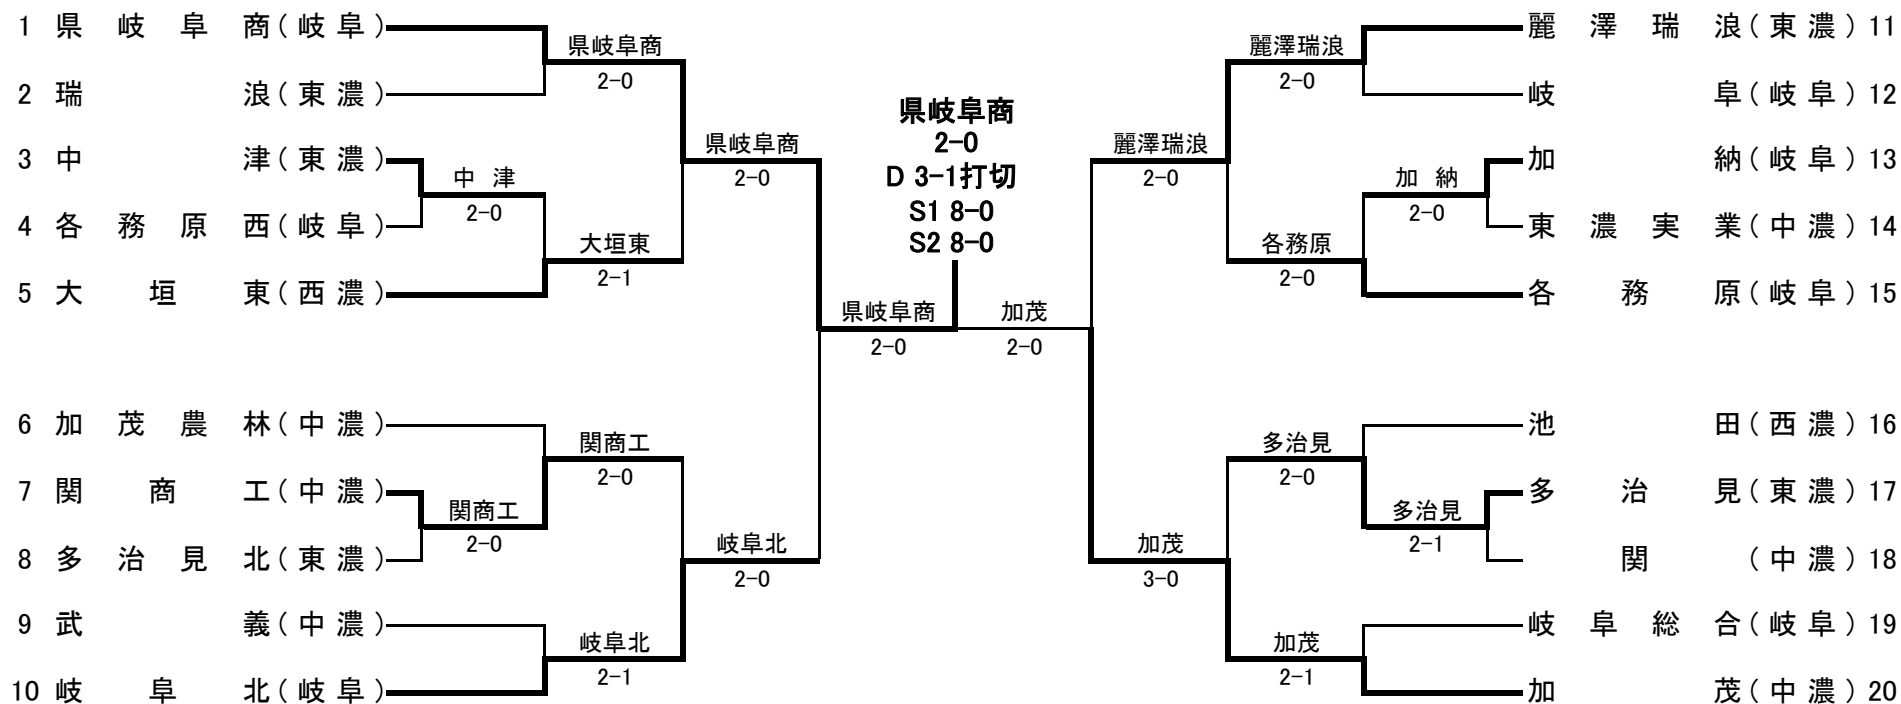 1 県岐阜商(岐阜)
2 瑞浪(東濃)
3 中津(東濃)
4 各務原西(岐阜)
5 大垣東(西濃)
6 加茂農林(中濃)
7 関商工(中濃)
8 多治見北(東濃)
9 武義(中濃)
10 岐阜北(岐阜)
中 津
2-0
関商工
2-0
県岐阜商
2-0
大垣東
2-1
関商工
2-0
岐阜北
2-1
県岐阜商
2-0
岐阜北
2-0
県岐阜商
2-0
県岐阜商
2-0
D 3-1打切
S1 8-0
S2 8-0
加茂
2-0
麗澤瑞浪
2-0
加茂
3-0
麗澤瑞浪
2-0
各務原
2-0
多治見
2-0
加茂
2-1
加 納
2-0
多治見
2-1
麗澤瑞浪(東濃) 11
岐阜(岐阜) 12
加納(岐阜) 13
東濃実業(中濃) 14
各務原(岐阜) 15
池田(西濃) 16
多治見(東濃) 17
関(中濃) 18
岐阜総合(岐阜) 19
加茂(中濃) 20